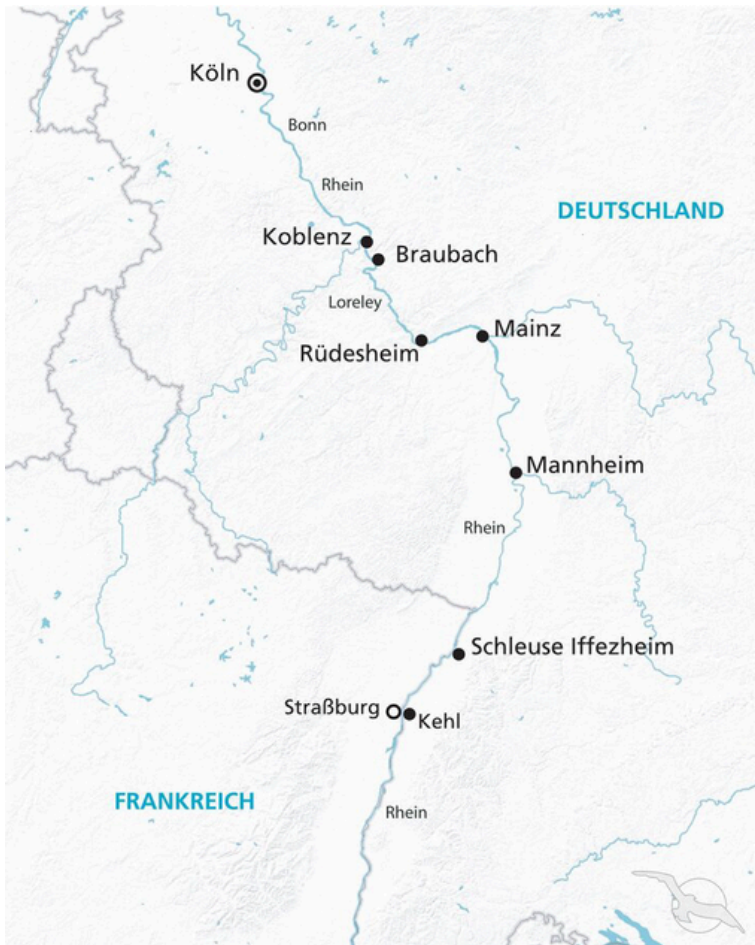 Köln
Bonn
Rhein
DEUTSCHLAND
Koblenz
Braubach
Loreley
Rüdesheim
Mainz
Mannheim
Rhein
Schleuse Iffezheim
Straßburg
Kehl
FRANKREICH
Rhein